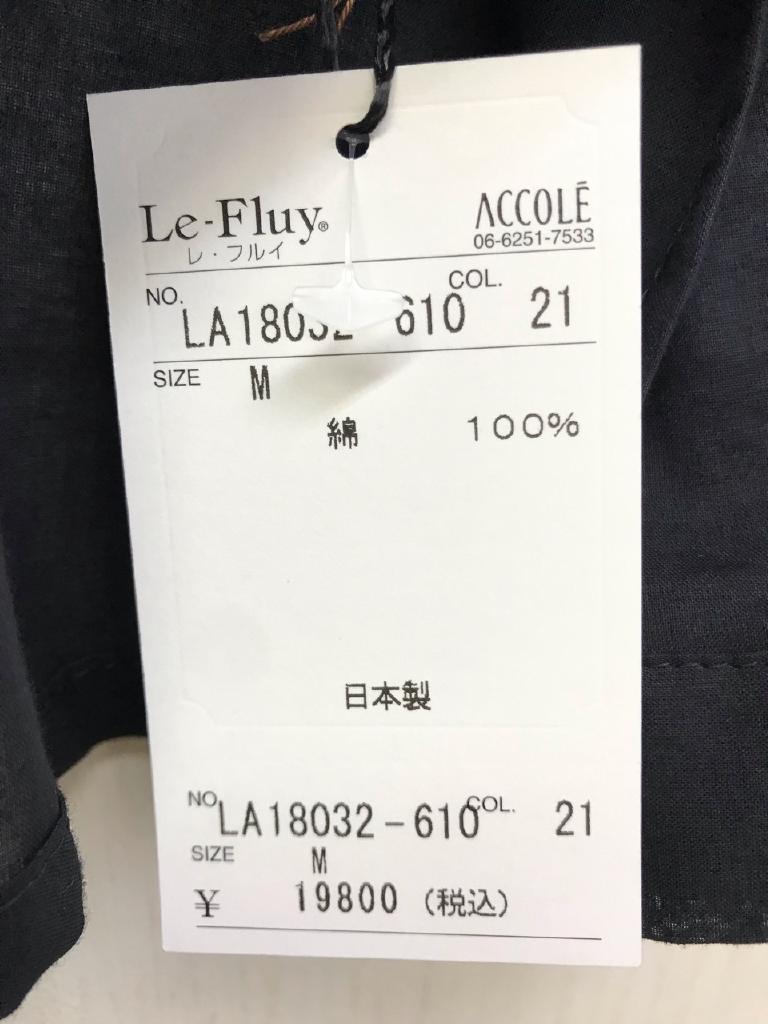 Le-Fluy®
レ・フルイ
ACCOLÉ
06-6251-7533
NO. LA18032-610 COL. 21
SIZE M
綿 100%
日本製
NO. LA18032-610 COL. 21
SIZE M
¥ 19800 (税込)